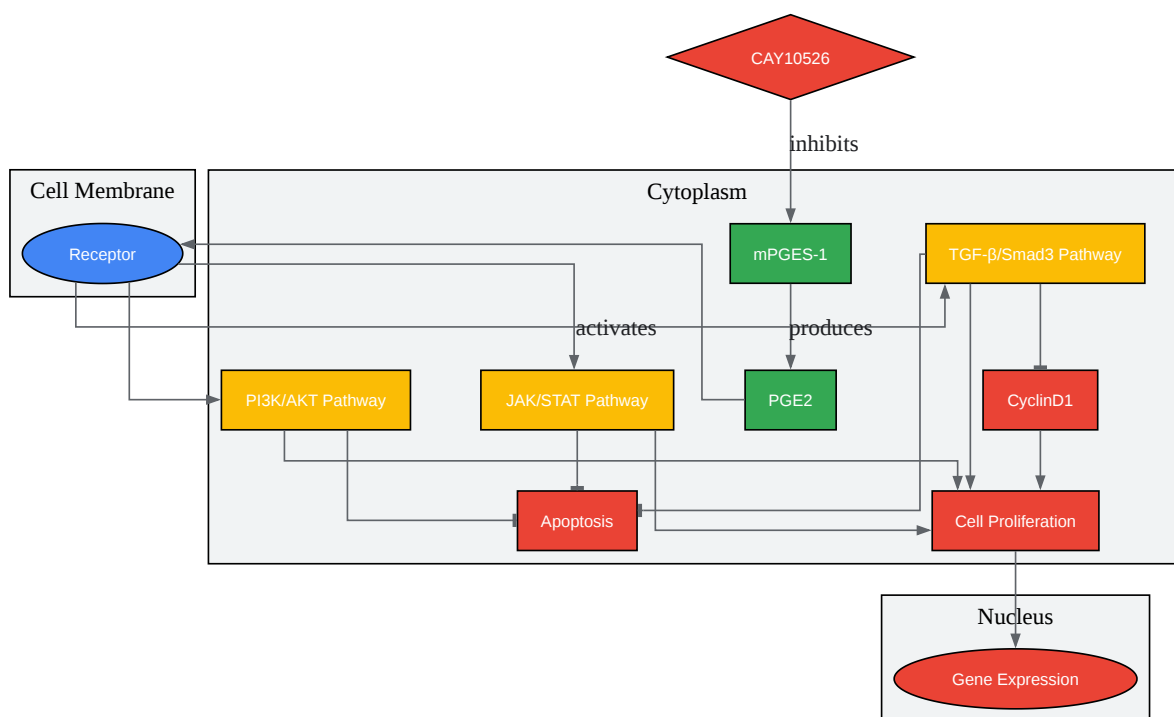 CAY10526
inhibits
Cell Membrane
Cytoplasm
Receptor
mPGES-1
TGF-β/Smad3 Pathway
activates
produces
PI3K/AKT Pathway
JAK/STAT Pathway
PGE2
CyclinD1
Apoptosis
Cell Proliferation
Nucleus
Gene Expression